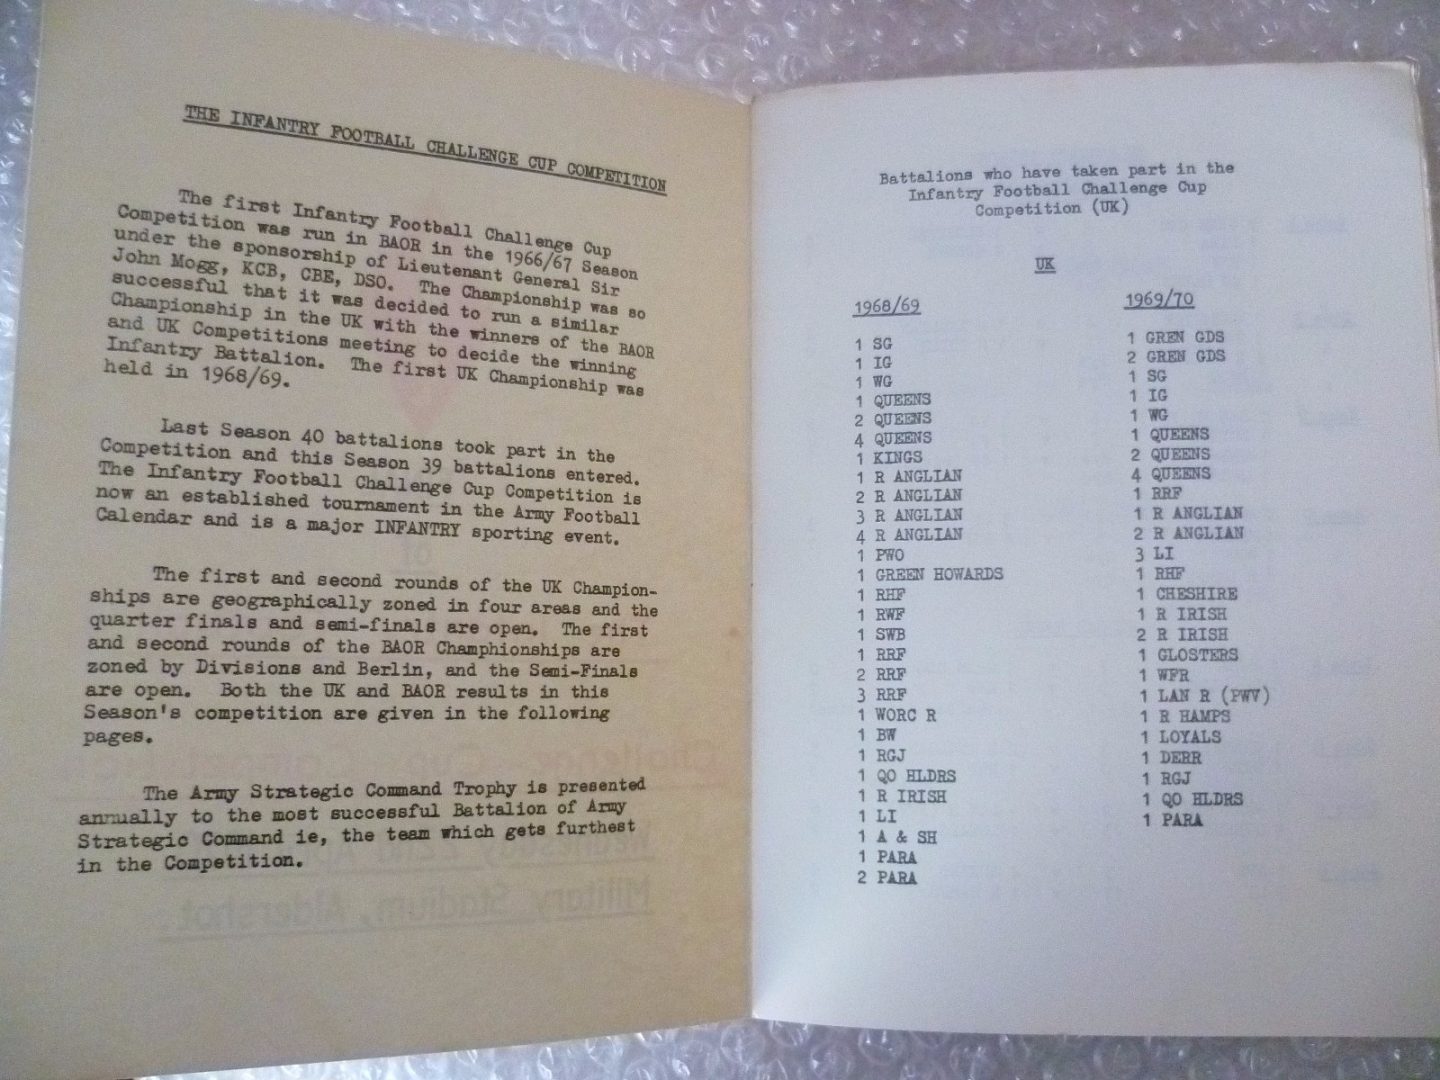 THE INFANTRY FOOTBALL CHALLENGE CUP COMPETITION
The first Infantry Football Challenge Cup
Competition was run in BAOR in the 1966/67 Season
under the sponsorship of Lieutenant General Sir
John Mogg, KCB, CBE, DSO. The Championship was so
successful that it was decided to run a similar
Championship in the UK with the winners of the BAOR
and UK Competitions meeting to decide the winning
Infantry Battalion. The first UK Championship was
held in 1968/69.
Last Season 40 battalions took part in the
Competition and this Season 39 battalions entered.
The Infantry Football Challenge Cup Competition is
now an established tournament in the Army Football
Calendar and is a major INFANTRY sporting event.
The first and second rounds of the UK Champion-
ships are geographically zoned in four areas and the
quarter finals and semi-finals are open. The first
and second rounds of the BAOR Champhionships are
zoned by Divisions and Berlin, and the Semi-Finals
are open. Both the UK and BAOR results in this
Season's competition are given in the following
pages.
The Army Strategic Command Trophy is presented
annually to the most successful Battalion of Army
Strategic Command ie, the team which gets furthest
in the Competition.
Battalions who have taken part in the
Infantry Football Challenge Cup
Competition (UK)
UK
1968/69
1 SG
1 IG
1 WG
1 QUEENS
2 QUEENS
4 QUEENS
1 KINGS
1 R ANGLIAN
2 R ANGLIAN
3 R ANGLIAN
4 R ANGLIAN
1 PWO
1 GREEN HOWARDS
1 RHF
1 RWF
1 SWB
1 RRF
2 RRF
3 RRF
1 WORC R
1 BW
1 RGJ
1 QO HLDRS
1 R IRISH
1 LI
1 A & SH
1 PARA
2 PARA
1969/70
1 GREN GDS
2 GREN GDS
1 SG
1 IG
1 WG
1 QUEENS
2 QUEENS
4 QUEENS
1 RRF
1 R ANGLIAN
2 R ANGLIAN
3 LI
1 RHF
1 CHESHIRE
1 R IRISH
2 R IRISH
1 GLOSTERS
1 WFR
1 LAN R (PWV)
1 R HAMPS
1 LOYALS
1 DERR
1 RGJ
1 QO HLDRS
1 PARA